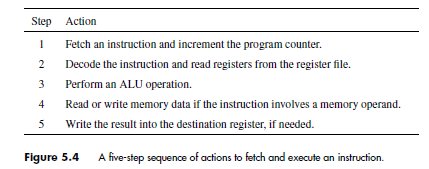 Step Action
1 Fetch an instruction and increment the program counter.
2 Decode the instruction and read registers from the register file.
3 Perform an ALU operation.
4 Read or write memory data if the instruction involves a memory operand.
5 Write the result into the destination register, if needed.
Figure 5.4 A five-step sequence of actions to fetch and execute an instruction.